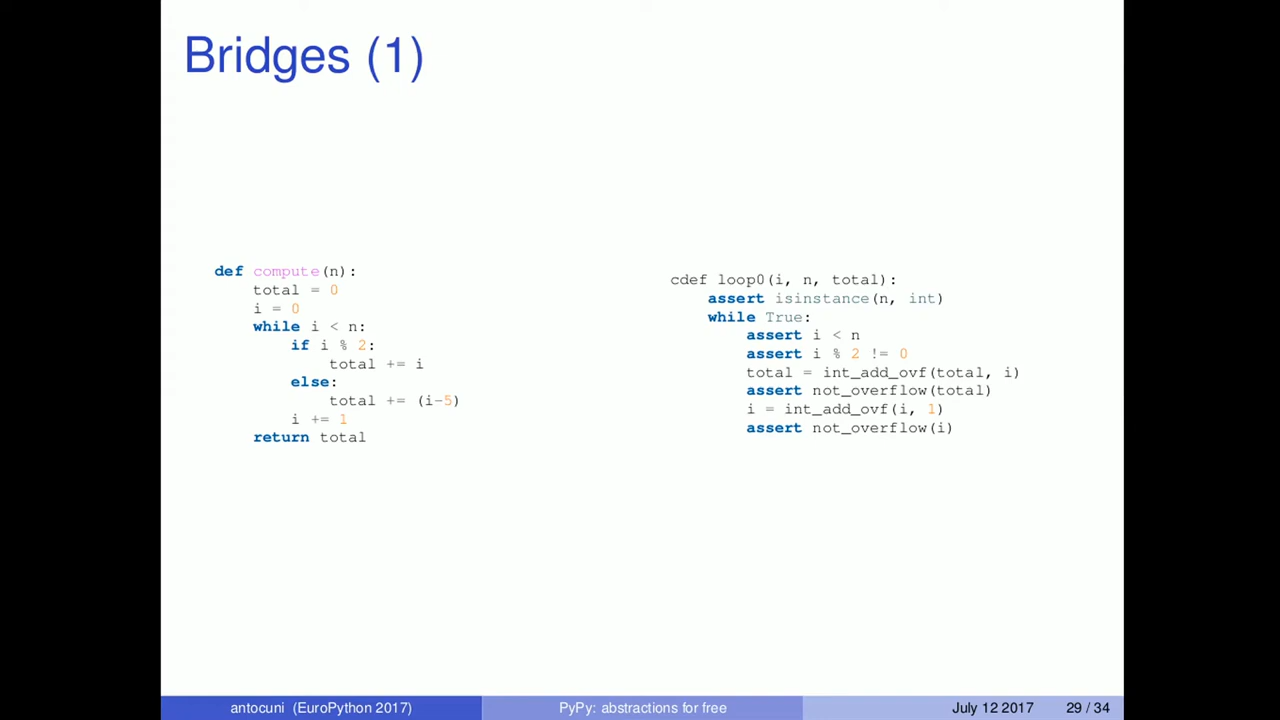 Bridges (1)
def compute(n):
    total = 0
    i = 0
    while i < n:
        if i % 2:
            total += i
        else:
            total += (i-5)
        i += 1
    return total
cdef loop0(i, n, total):
    assert isinstance(n, int)
    while True:
        assert i < n
        assert i % 2 != 0
        total = int_add_ovf(total, i)
        assert not_overflow(total)
        i = int_add_ovf(i, 1)
        assert not_overflow(i)
antocuni (EuroPython 2017) PyPy: abstractions for free July 12 2017 29 / 34